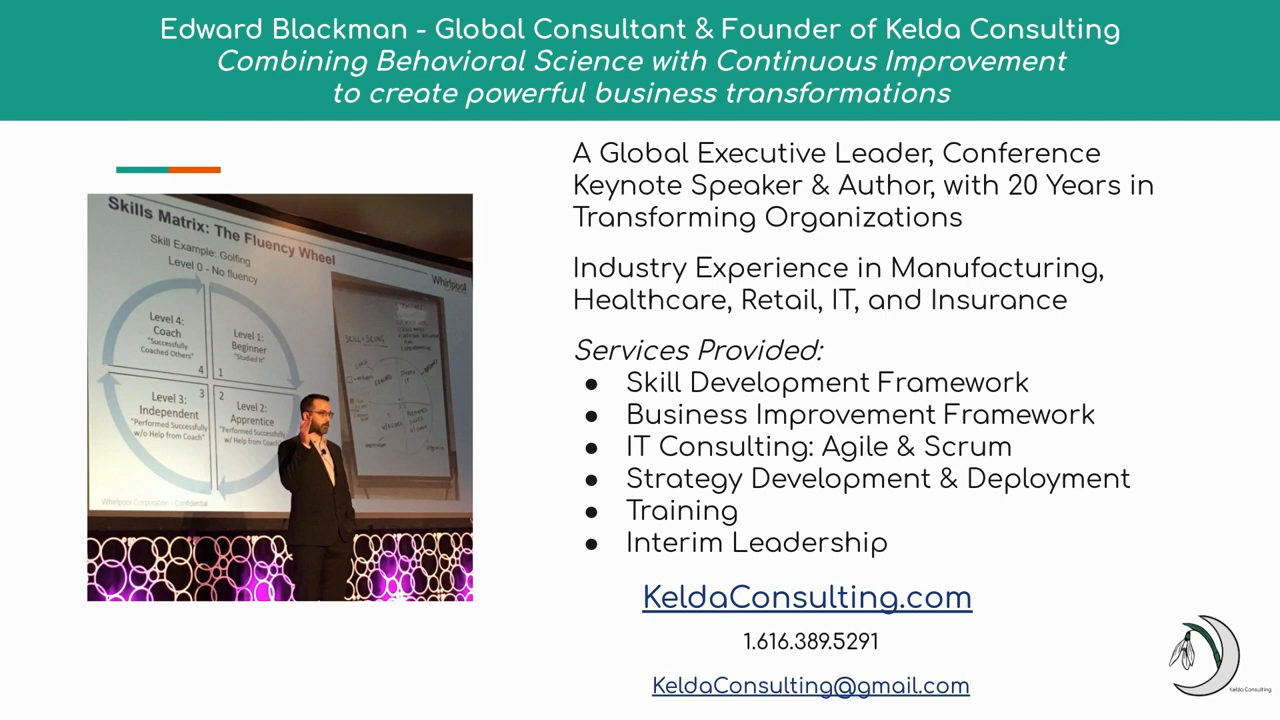 Edward Blackman - Global Consultant & Founder of Kelda Consulting
Combining Behavioral Science with Continuous Improvement
to create powerful business transformations
A Global Executive Leader, Conference
Keynote Speaker & Author, with 20 Years in
Transforming Organizations
Industry Experience in Manufacturing,
Healthcare, Retail, IT, and Insurance
Services Provided:
● Skill Development Framework
● Business Improvement Framework
● IT Consulting: Agile & Scrum
● Strategy Development & Deployment
● Training
● Interim Leadership
KeldaConsulting.com
1.616.389.5291
KeldaConsulting@gmail.com
Kelda Consulting
Skills Matrix: The Fluency Wheel
Skill Example: Golfing
Level 0 - No fluency
Whirlpool
Level 4:
Coach
"Successfully
Coached Others"
4
Level 1:
Beginner
"Studied It"
1
3
Level 3:
Independent
"Performed Successfully
w/o Help from Coach"
2
Level 2:
Apprentice
"Performed Successfully
w/ Help from Coach"
Whirlpool Corporation - Confidential